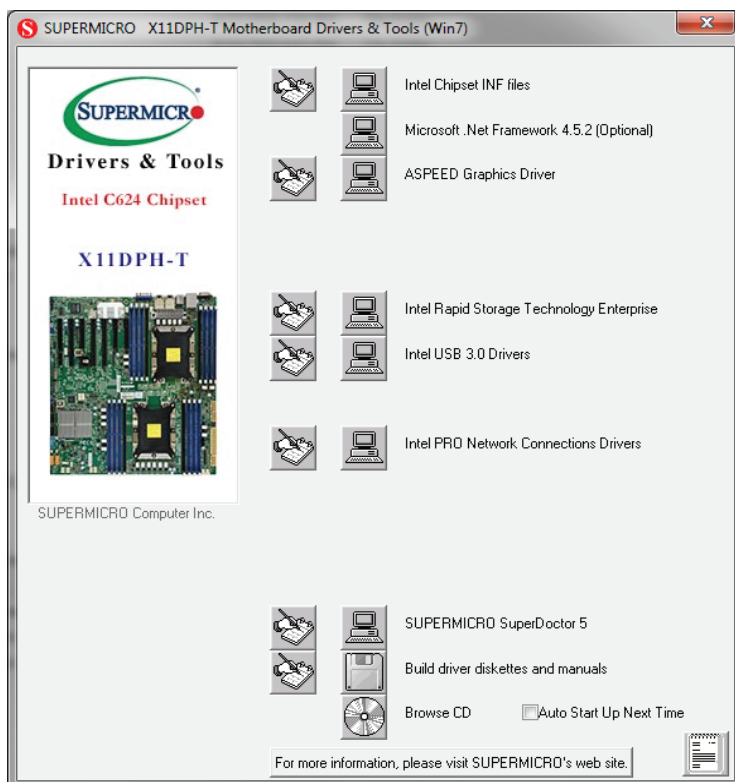 SUPERMICRO X11DPH-T Motherboard Drivers & Tools (Win7)
SUPERMICR
Drivers & Tools
Intel C624 Chipset
X11DPH-T
SUPERMICRO Computer Inc.
Intel Chipset INF files
Microsoft .Net Framework 4.5.2 (Optional)
ASPEED Graphics Driver
Intel Rapid Storage Technology Enterprise
Intel USB 3.0 Drivers
Intel PRO Network Connections Drivers
SUPERMICRO SuperDoctor 5
Build driver diskettes and manuals
Browse CD Auto Start Up Next Time
For more information, please visit SUPERMICRO's web site.